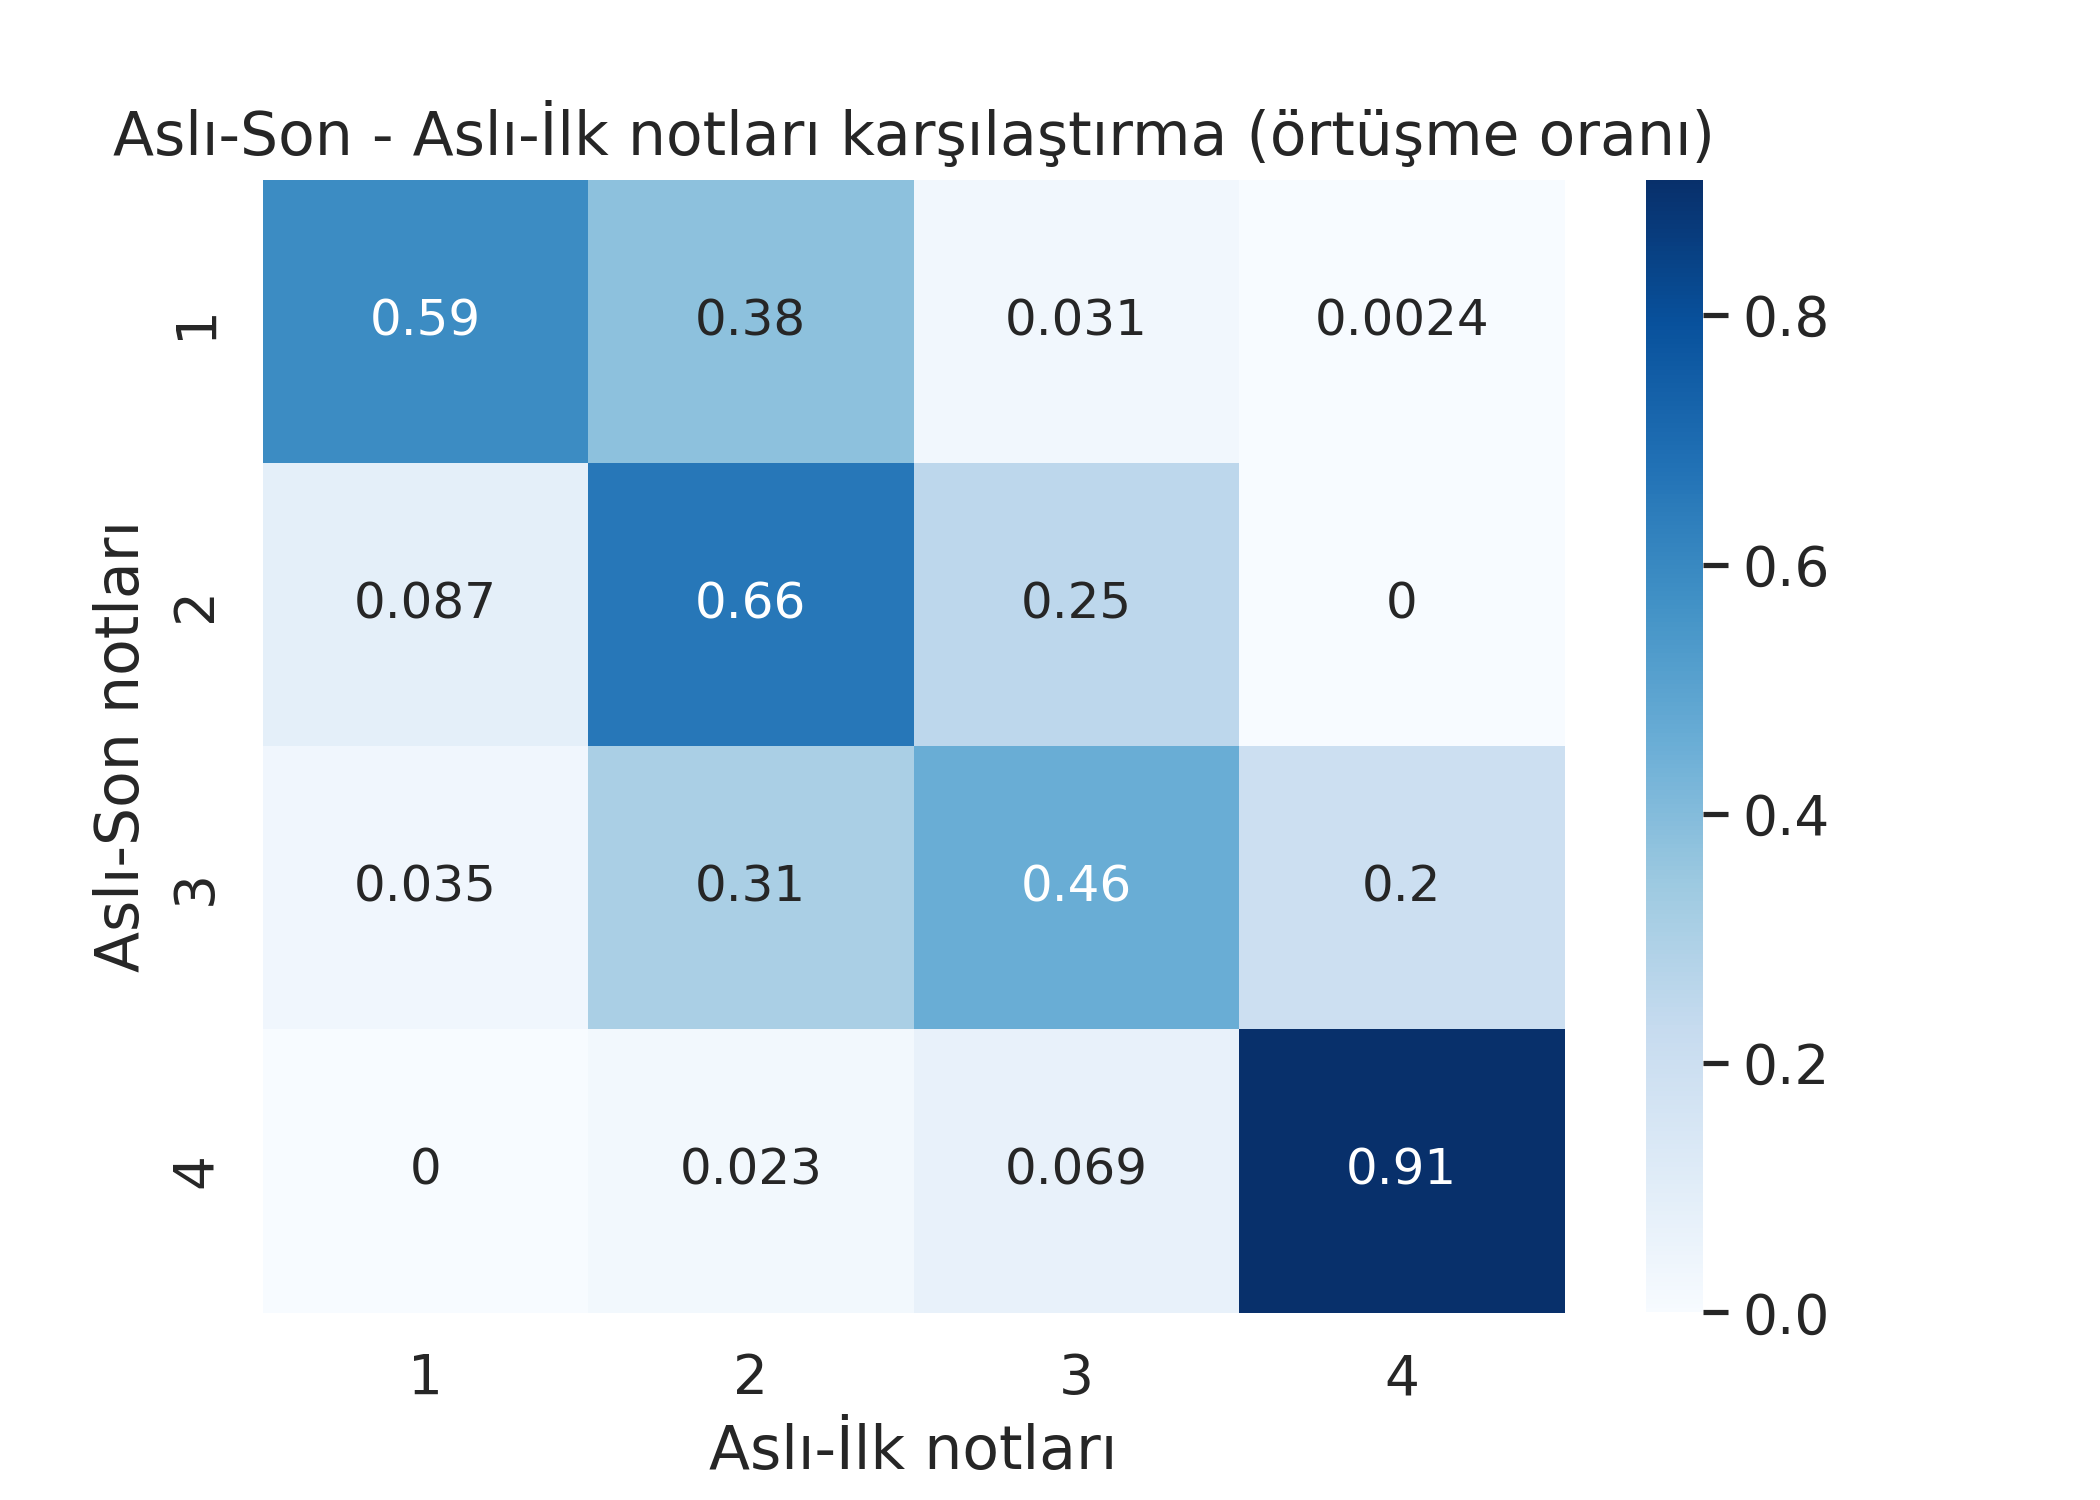 Aslı-Son - Aslı-İlk notları karşılaştırma (örtüşme oranı)
Aslı-Son notları
1
0.59 0.38 0.031 0.0024
2
0.087 0.66 0.25 0
3
0.035 0.31 0.46 0.2
4
0 0.023 0.069 0.91
1 2 3 4
Aslı-İlk notları
0.8
0.6
0.4
0.2
0.0